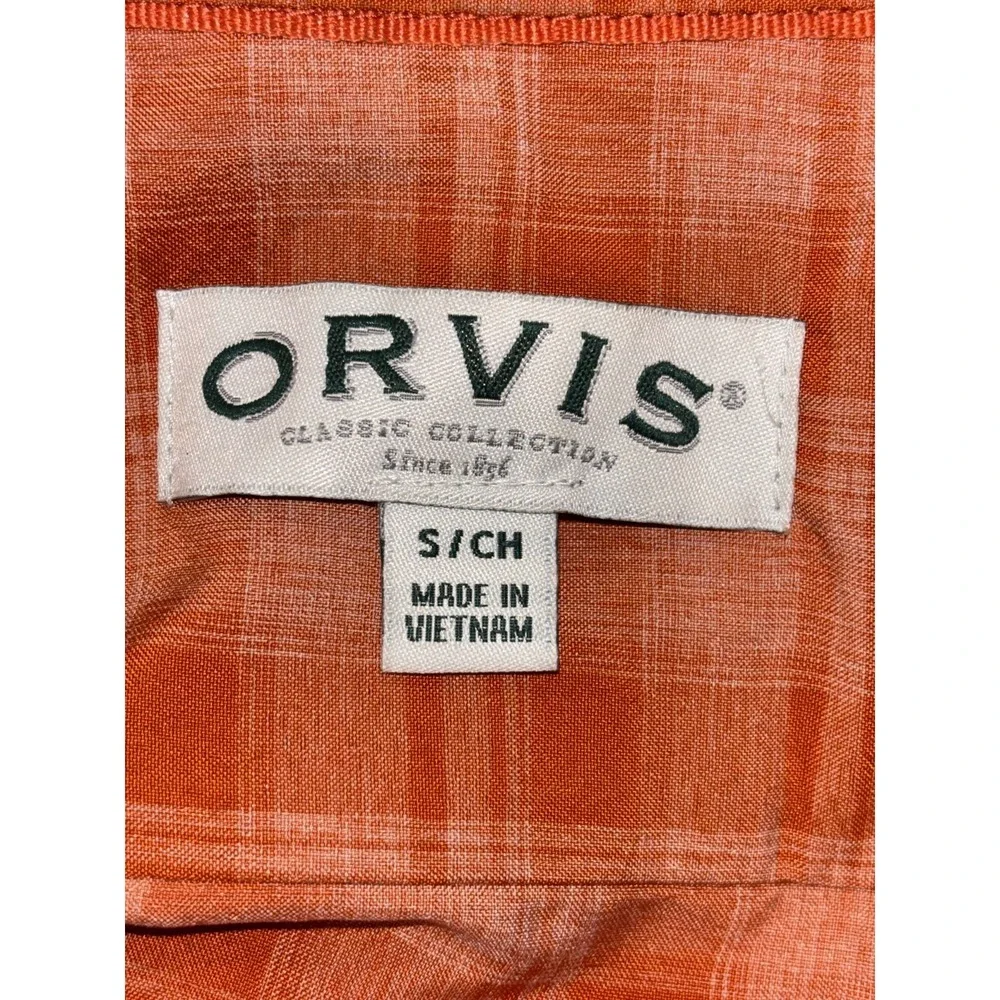 ORVIS®
CLASSIC COLLECTION
Since 1856
S/CH
MADE IN
VIETNAM